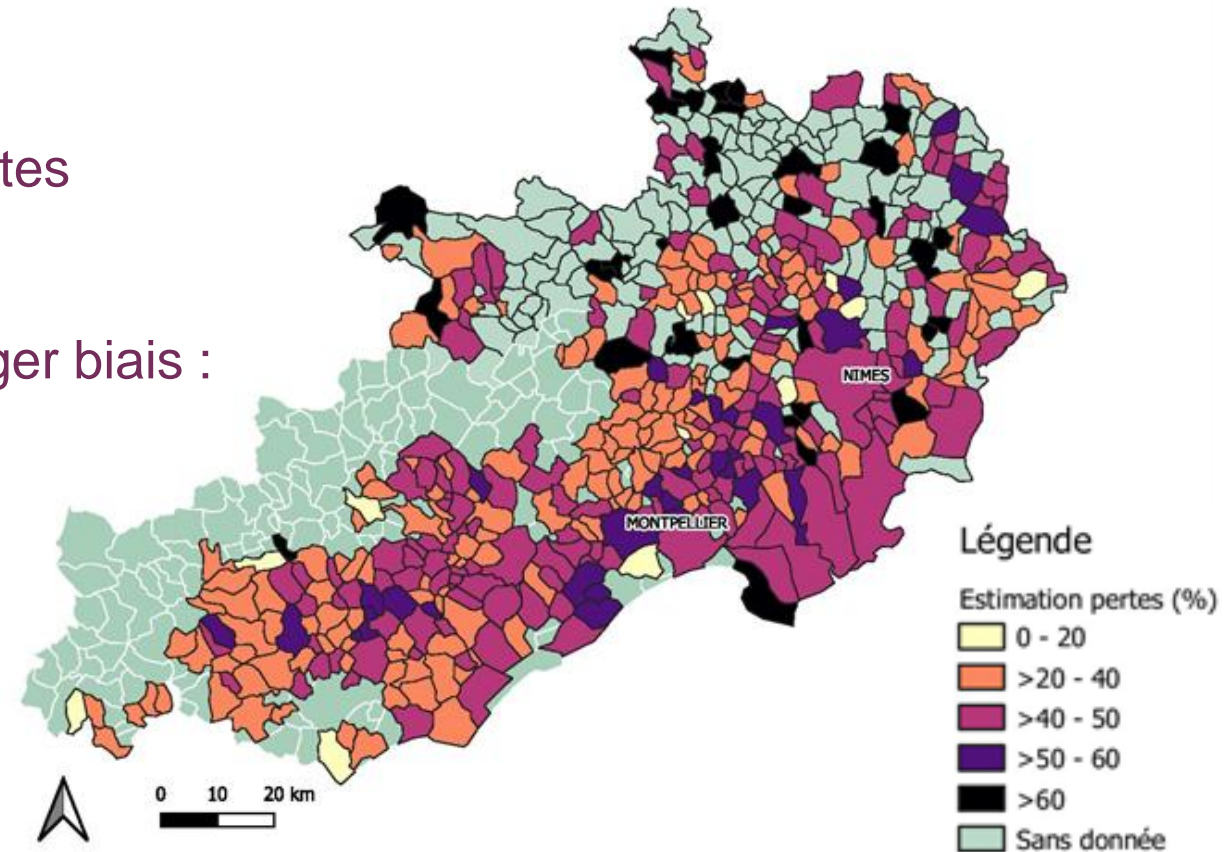 tes
ger biais :
NIMES
MONTPELLIER
Légende
Estimation pertes (%)
0 - 20
>20 - 40
>40 - 50
>50 - 60
>60
Sans donnée
0 10 20 km